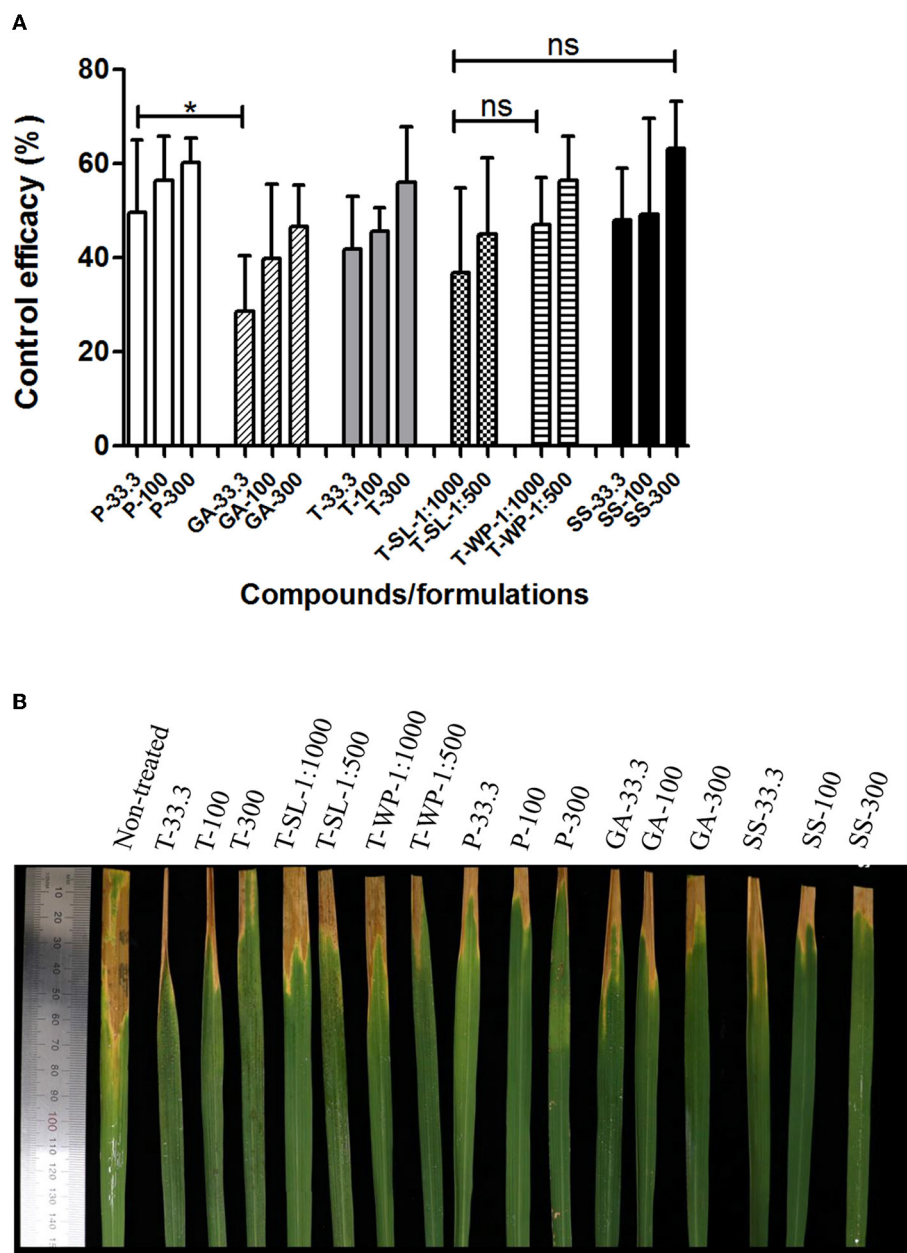 A
Control efficacy (%)
80
60
40
20
0
*
ns
ns
P-33.3
P-100
P-300
GA-33.3
GA-100
GA-300
T-33.3
T-100
T-300
T-SL-1:1000
T-SL-1:500
T-WP-1:1000
T-WP-1:500
SS-33.3
SS-100
SS-300
Compounds/formulations
B
Non-treated
T-33.3
T-100
T-300
T-SL-1:1000
T-SL-1:500
T-WP-1:1000
T-WP-1:500
P-33.3
P-100
P-300
GA-33.3
GA-100
GA-300
SS-33.3
SS-100
SS-300
10
20
30
40
50
60
70
80
90
100
110
120
130
140